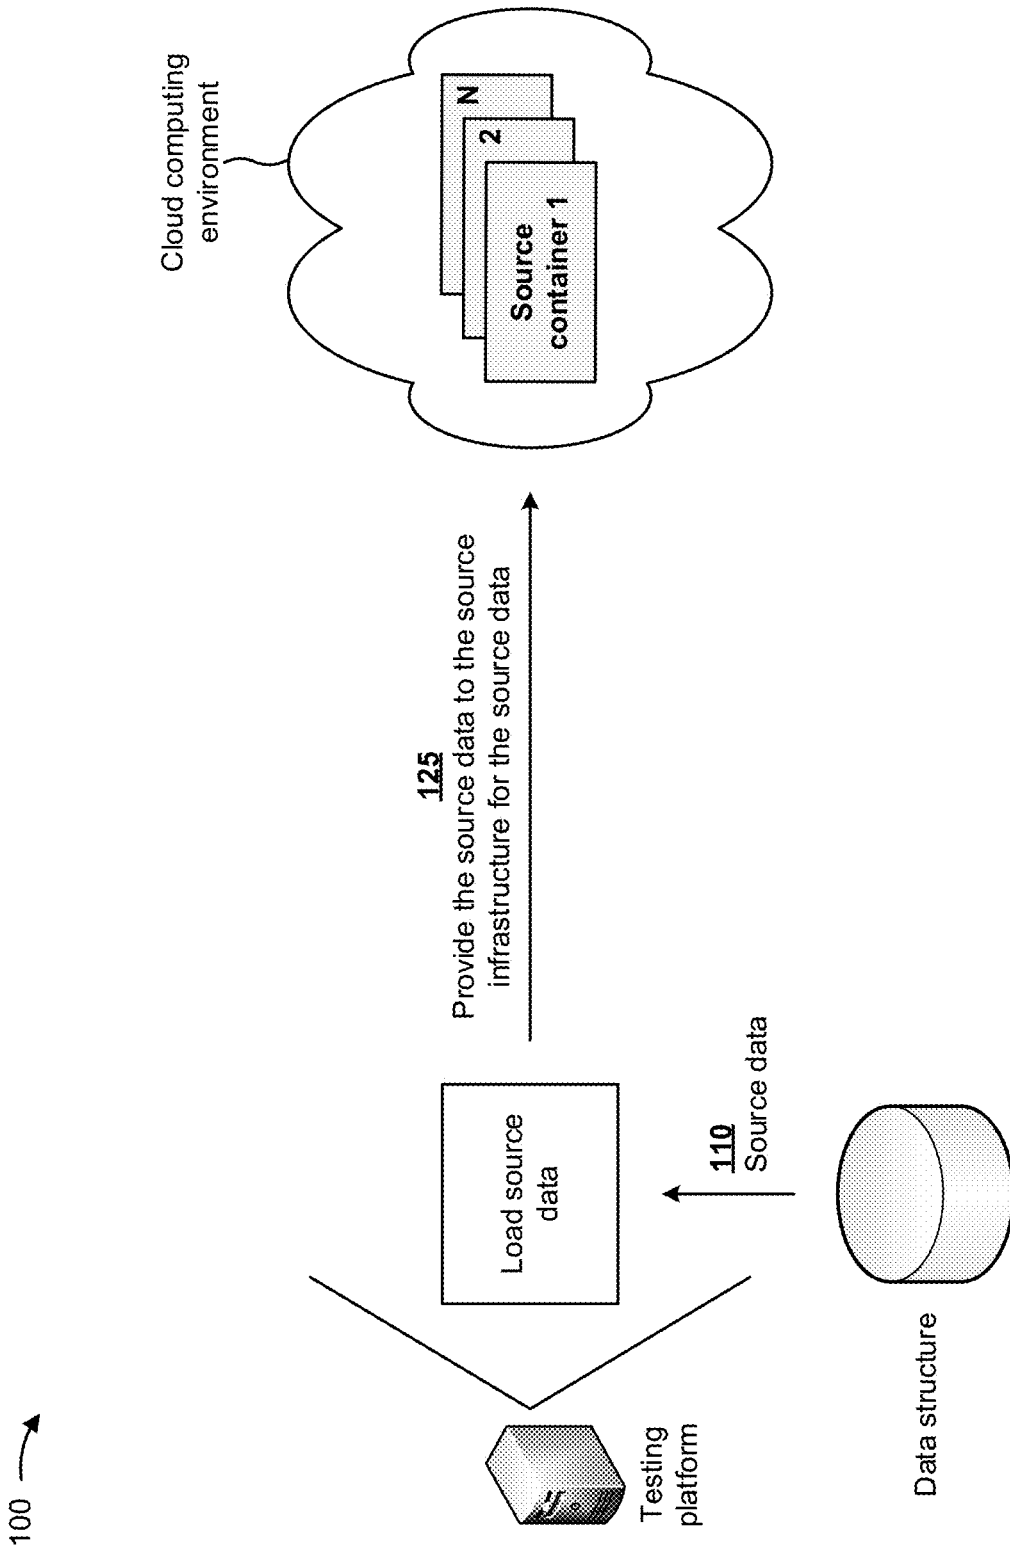 100
Cloud computing
environment
N
2
Source
container 1
125
Provide the source data to the source
infrastructure for the source data
Load source
data
110
Source data
Testing
platform
Data structure